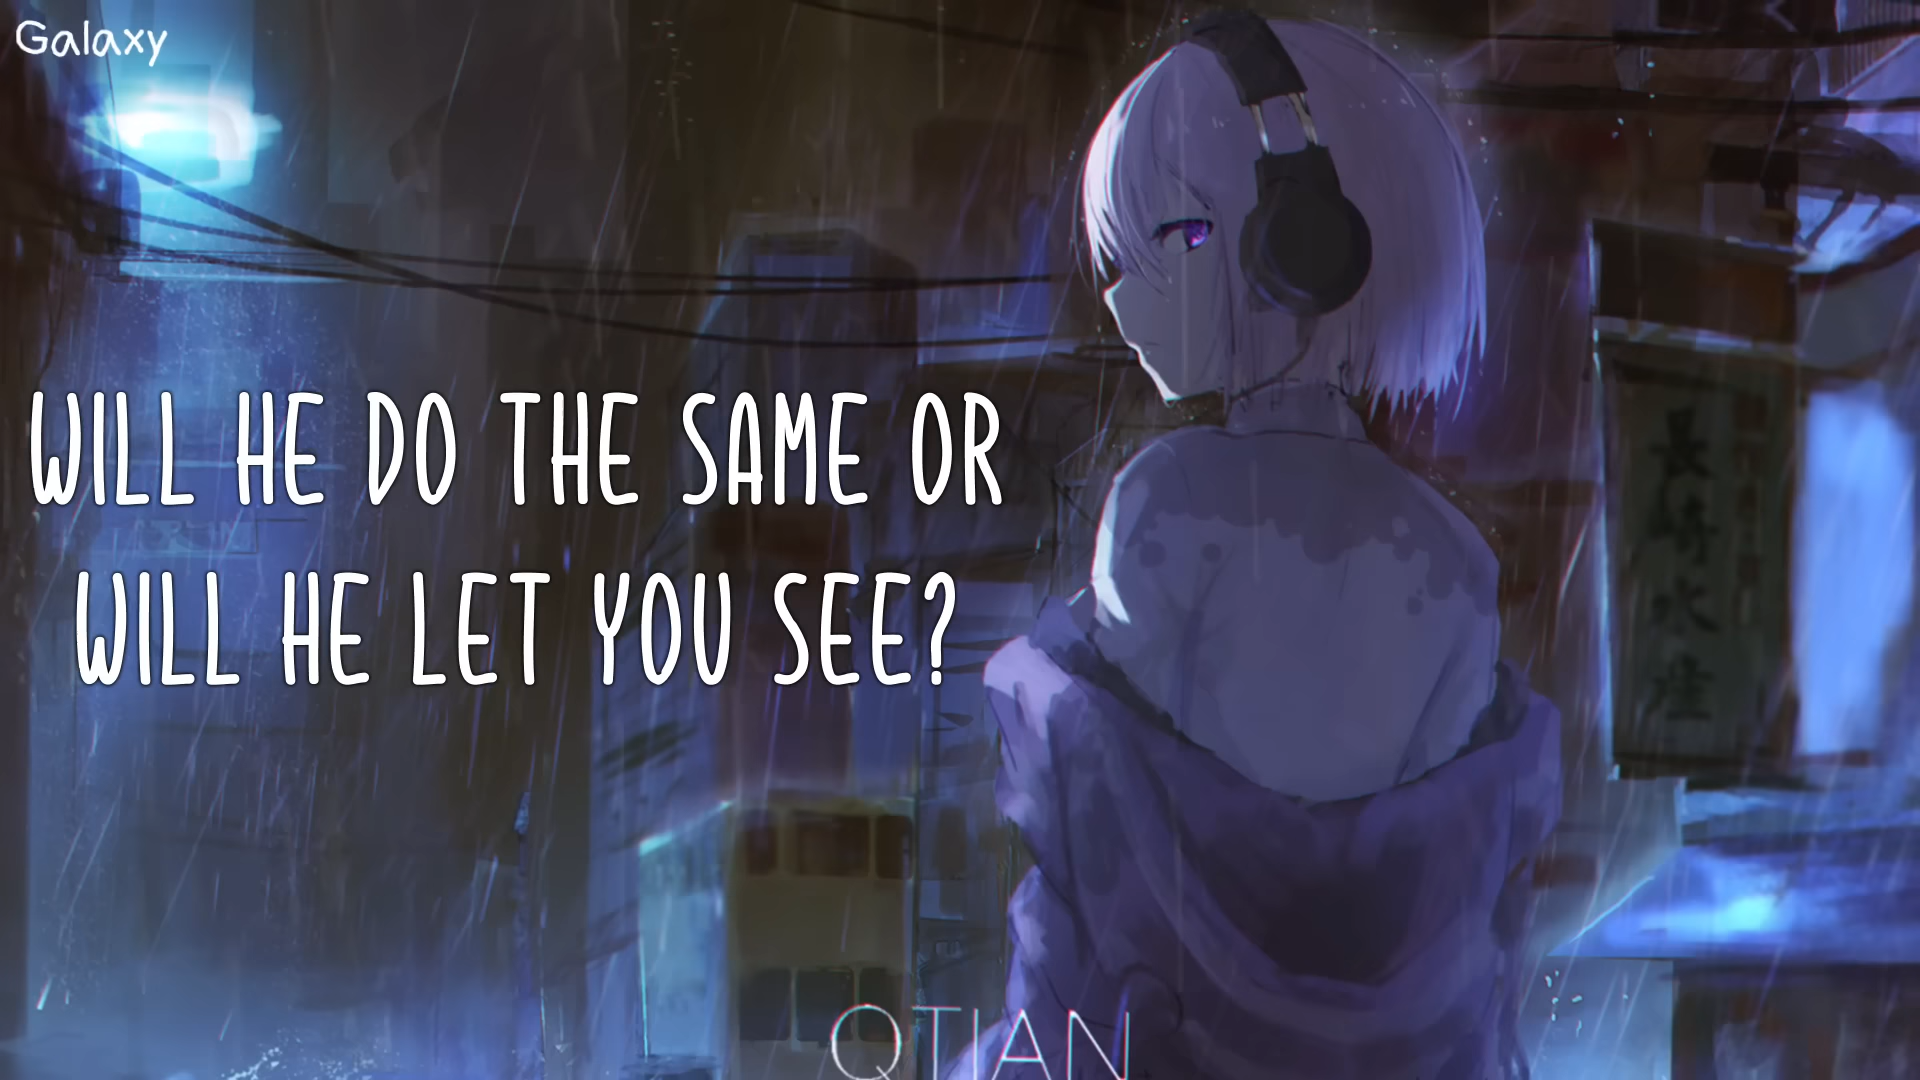 Galaxy
WILL HE DO THE SAME OR
WILL HE LET YOU SEE?
QTIAN